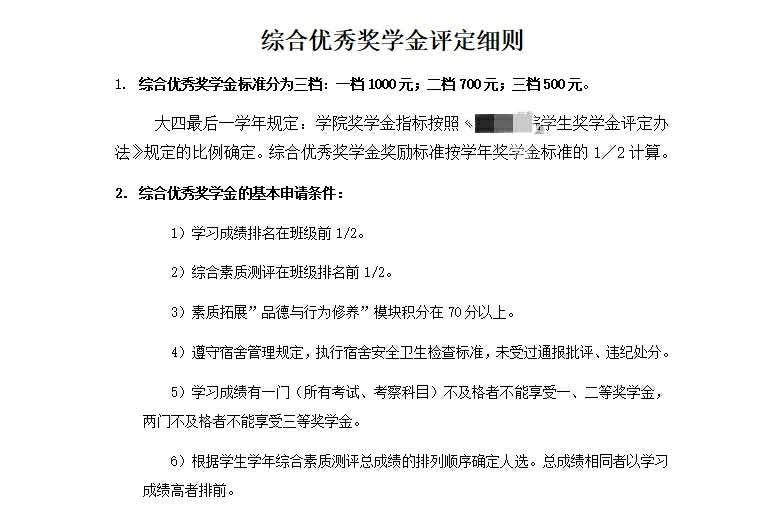 综合优秀奖学金评定细则
1. 综合优秀奖学金标准分为三档：一档1000元；二档700元；三档500元。
大四最后一学年规定：学院奖学金指标按照《学生奖学金评定办
法》规定的比例确定。综合优秀奖学金奖励标准按学年奖学金标准的1／2计算。
2. 综合优秀奖学金的基本申请条件：
1）学习成绩排名在班级前1/2。
2）综合素质测评在班级排名前1/2。
3）素质拓展”品德与行为修养”模块积分在70分以上。
4）遵守宿舍管理规定，执行宿舍安全卫生检查标准，未受过通报批评、违纪处分。
5）学习成绩有一门（所有考试、考察科目）不及格者不能享受一、二等奖学金，
两门不及格者不能享受三等奖学金。
6）根据学生学年综合素质测评总成绩的排列顺序确定人选。总成绩相同者以学习
成绩高者排前。